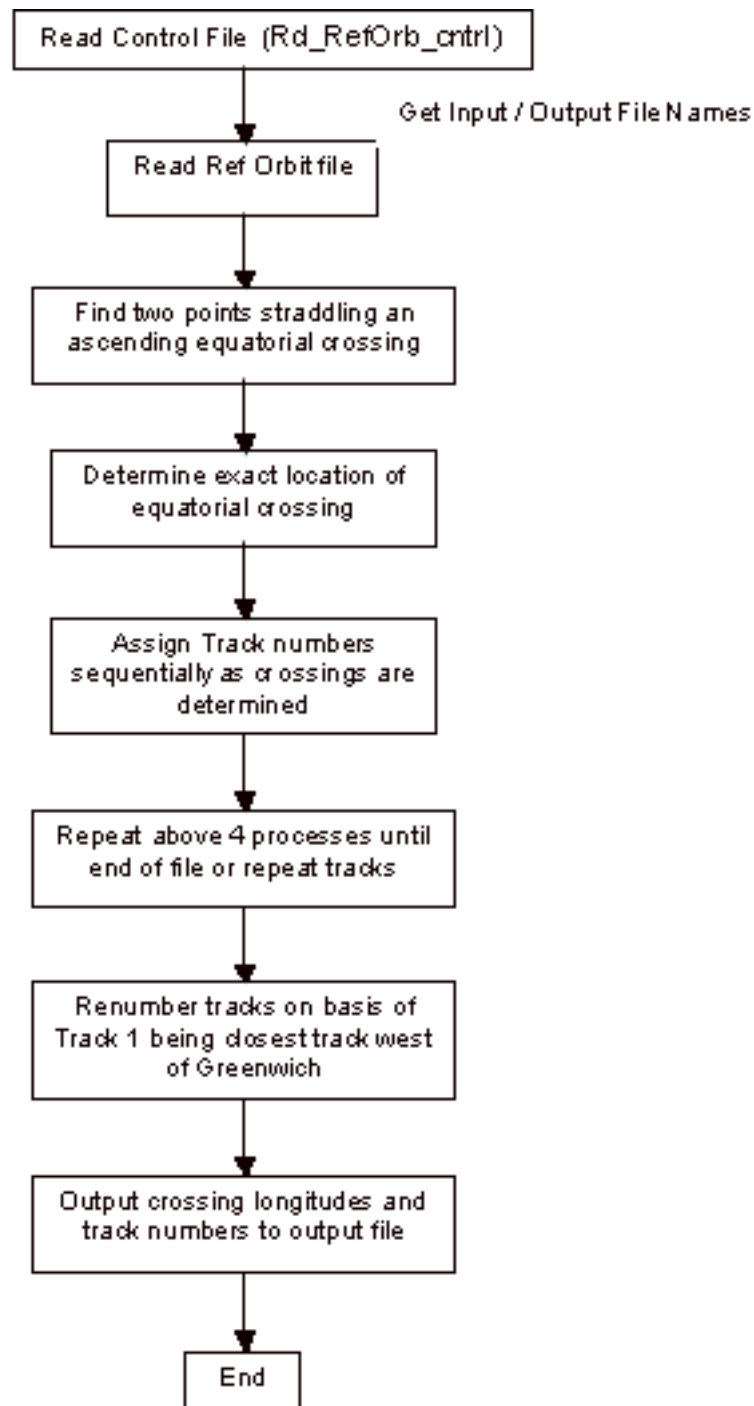 Read Control File (Rd_RefOrb_cntrl)
Get Input / Output File Names
Read Ref Orbit file
Find two points straddling an
ascending equatorial crossing
Determine exact location of
equatorial crossing
Assign Track numbers
sequentially as crossings are
determined
Repeat above 4 processes until
end of file or repeat tracks
Renumber tracks on basis of
Track 1 being closest track west
of Greenwich
Output crossing longitudes and
track numbers to output file
End